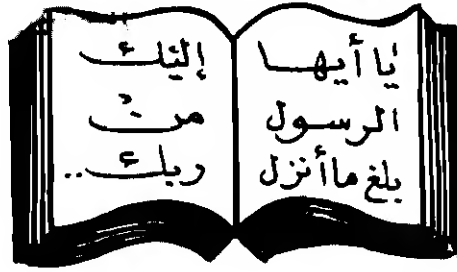 يا أيها
الرسول
بلغ ما أنزل
إليك
من
ربك..